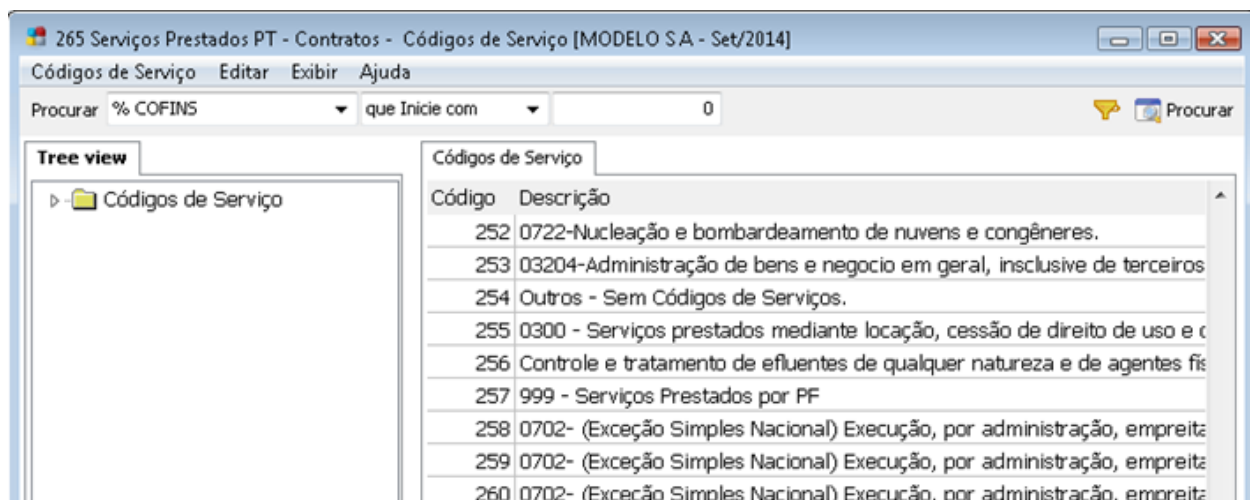 265 Serviços Prestados PT - Contratos - Códigos de Serviço [MODELO S A - Set/2014]
Códigos de Serviço Editar Exibir Ajuda
Procurar % COFINS que Inicie com 0 Procurar
Tree view
Códigos de Serviço
Códigos de Serviço
Código Descrição
252 0722-Nucleação e bombardeamento de nuvens e congêneres.
253 03204-Administração de bens e negocio em geral, insclusive de terceiros
254 Outros - Sem Códigos de Serviços.
255 0300 - Serviços prestados mediante locação, cessão de direito de uso e
256 Controle e tratamento de efluentes de qualquer natureza e de agentes fís
257 999 - Serviços Prestados por PF
258 0702- (Exceção Simples Nacional) Execução, por administração, empreita
259 0702- (Exceção Simples Nacional) Execução, por administração, empreita
260 0702- (Exceção Simples Nacional) Execução, por administração, empreita